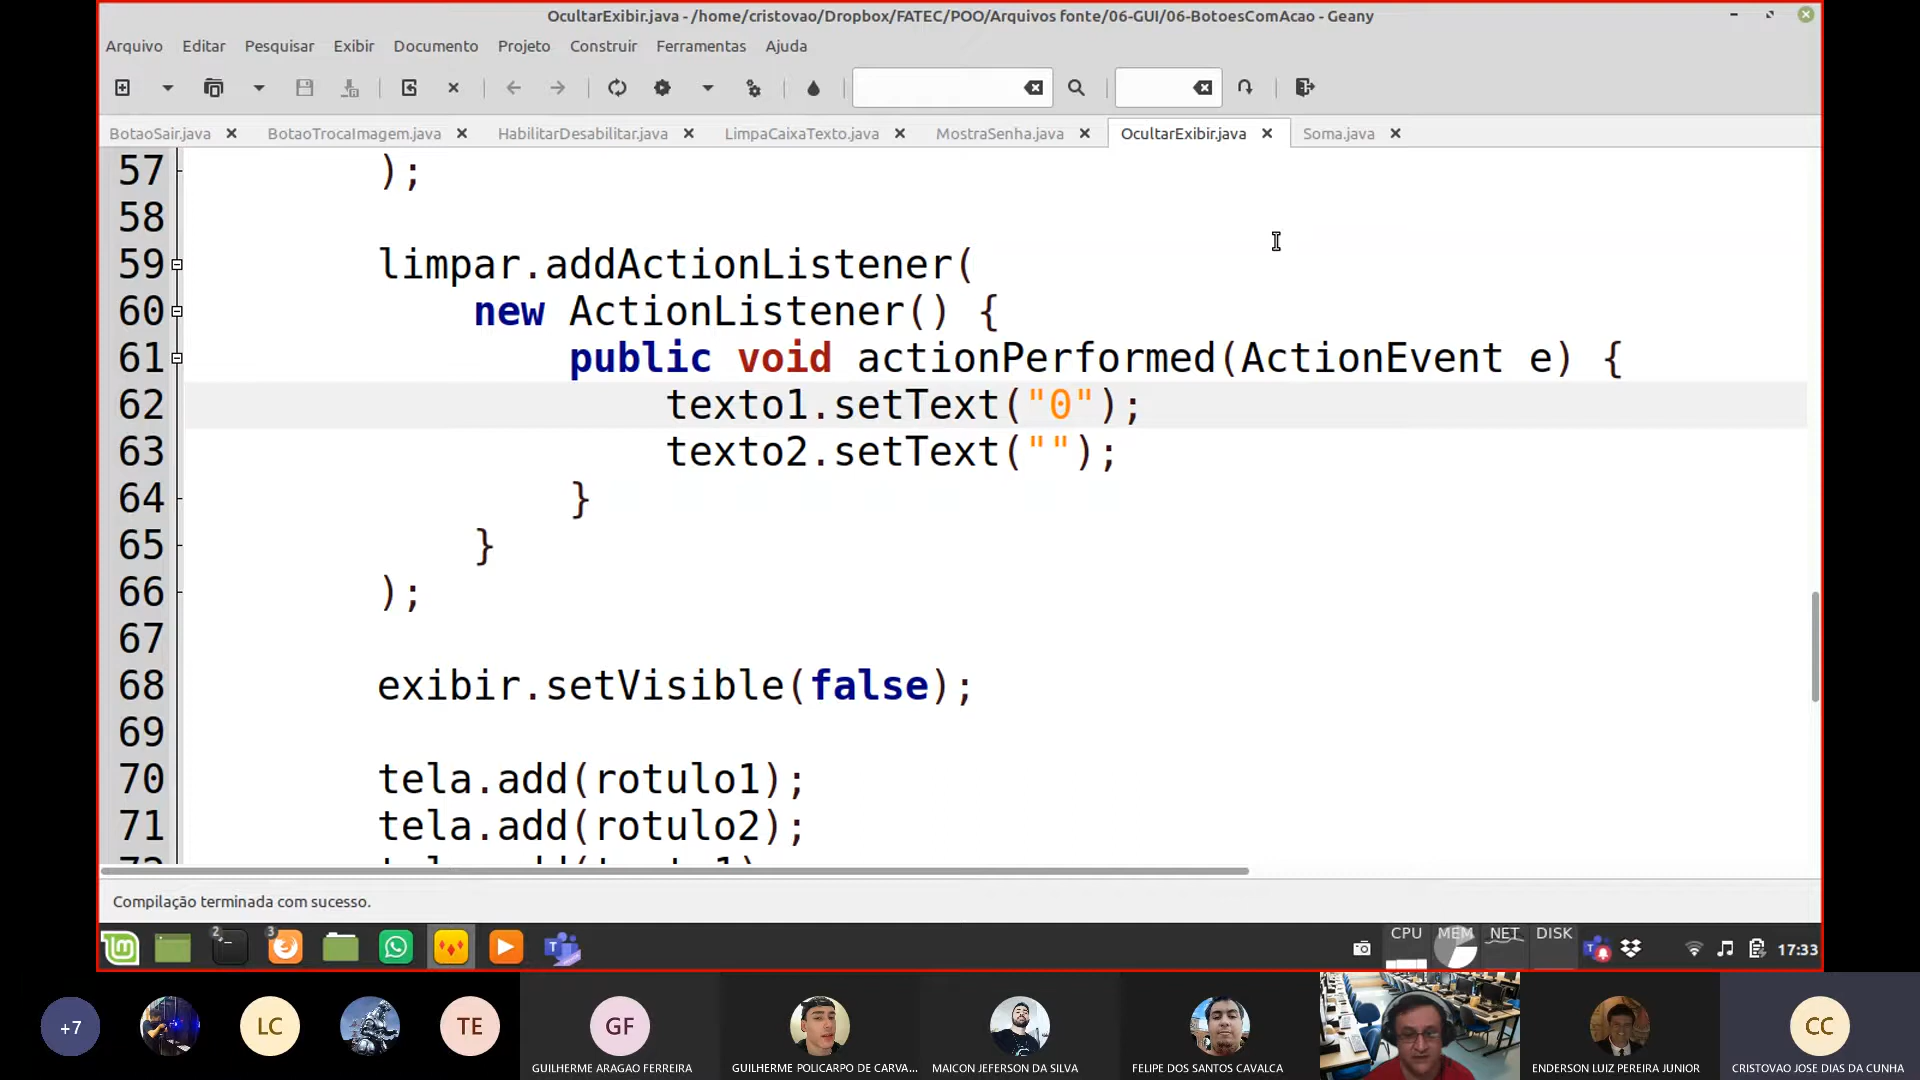 OcultarExibir.java - /home/cristovao/Dropbox/FATEC/POO/Arquivos fonte/06-GUI/06-BotoesComAcao - Geany
Arquivo Editar Pesquisar Exibir Documento Projeto Construir Ferramentas Ajuda
BotaoSair.java BotaoTrocaImagem.java HabilitarDesabilitar.java LimpaCaixaTexto.java MostraSenha.java OcultarExibir.java Soma.java
57 );
58
59 limpar.addActionListener(
60 new ActionListener() {
61 public void actionPerformed(ActionEvent e) {
62 texto1.setText("0");
63 texto2.setText("");
64 }
65 }
66 );
67
68 exibir.setVisible(false);
69
70 tela.add(rotulo1);
71 tela.add(rotulo2);
Compilação terminada com sucesso.
2 3 CPU MEM NET DISK 17:33
+7 LC TE GF CC
GUILHERME ARAGAO FERREIRA GUILHERME POLICARPO DE CARVA... MAICON JEFERSON DA SILVA FELIPE DOS SANTOS CAVALCA ENDERSON LUIZ PEREIRA JUNIOR CRISTOVAO JOSE DIAS DA CUNHA